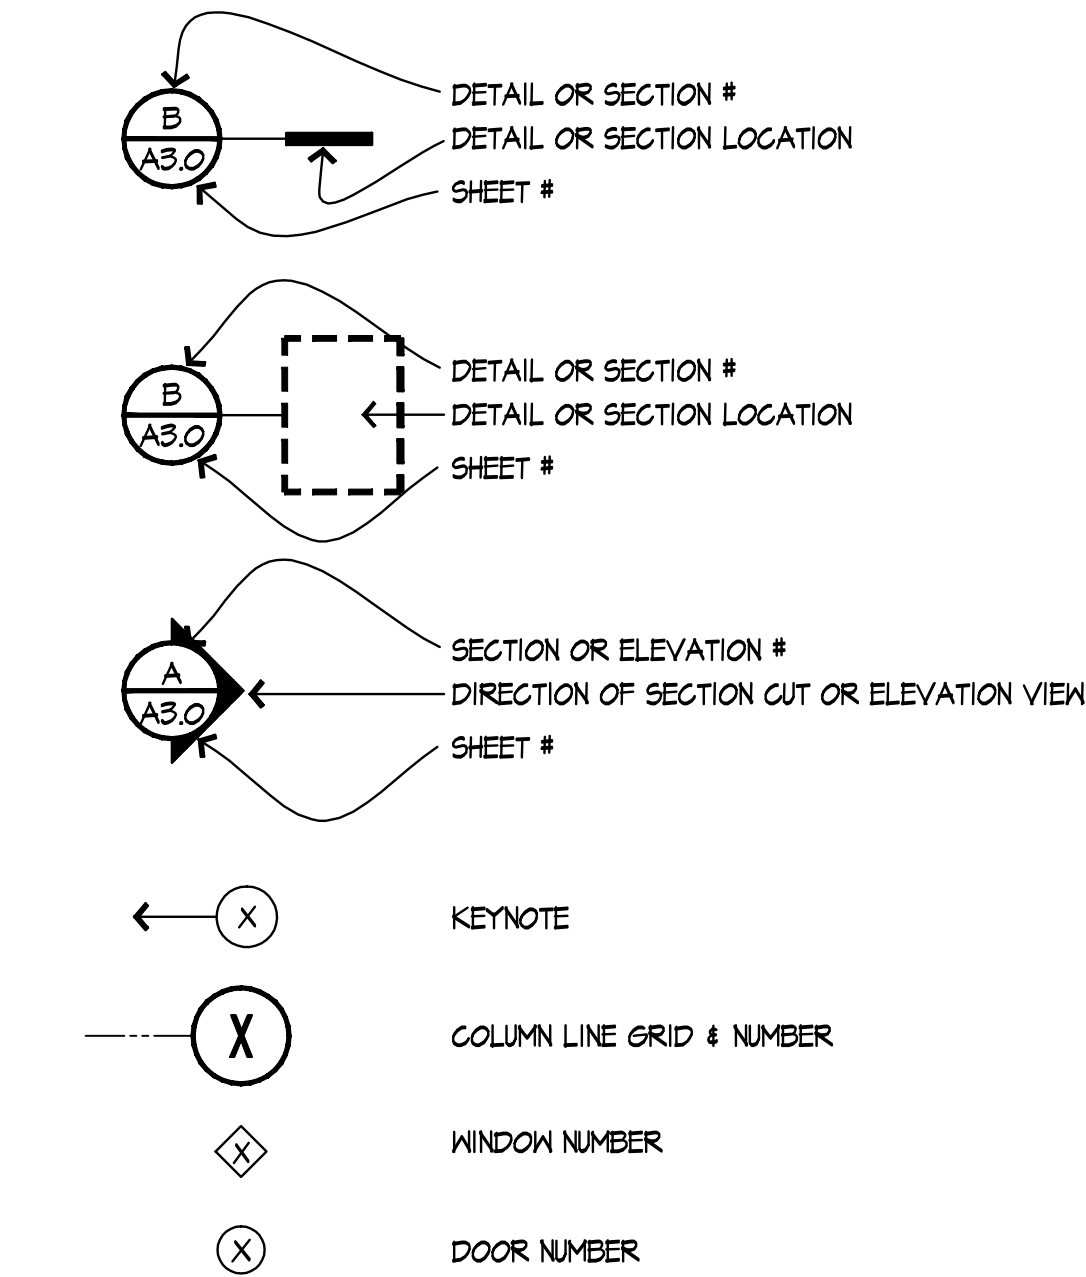 DETAIL OR SECTION #
B
DETAIL OR SECTION LOCATION
A3.0
SHEET #
DETAIL OR SECTION #
B
DETAIL OR SECTION LOCATION
A3.0
SHEET #
SECTION OR ELEVATION #
A
DIRECTION OF SECTION CUT OR ELEVATION VIEW
A3.0
SHEET #
X
KEYNOTE
X
COLUMN LINE GRID & NUMBER
X
WINDOW NUMBER
X
DOOR NUMBER